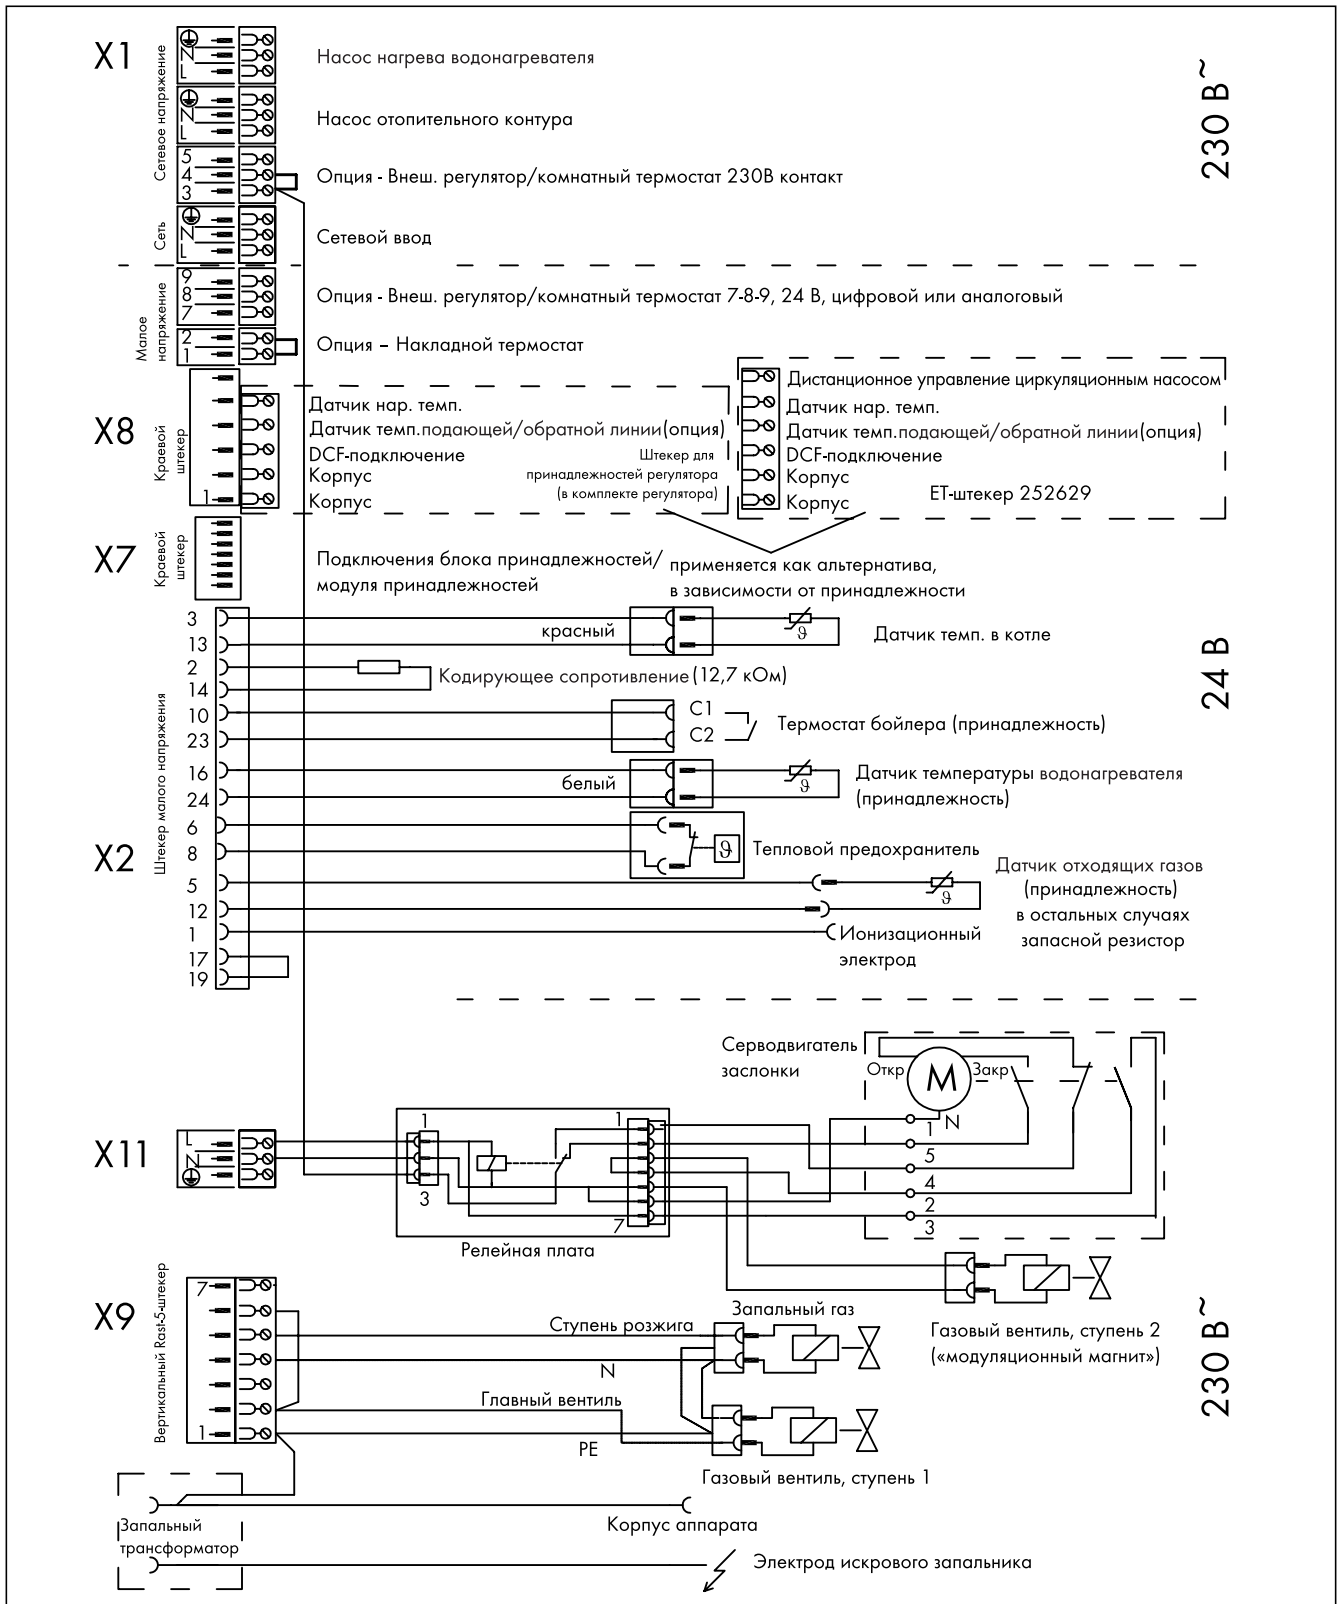 X1
Сетевое напряжение
N
L
Насос нагрева водонагревателя
230 В~
N
L
Насос отопительного контура
5
4
3
Опция - Внеш. регулятор/комнатный термостат 230В контакт
Сеть
N
L
Сетевой ввод
Малое
напряжение
9
8
7
Опция - Внеш. регулятор/комнатный термостат 7-8-9, 24 В, цифровой или аналоговый
2
1
Опция – Накладной термостат
X8
Краевой
штекер
1
Датчик нар. темп.
Датчик темп.подающей/обратной линии(опция)
DCF-подключение
Корпус
Корпус
Штекер для
принадлежностей регулятора
(в комплекте регулятора)
Дистанционное управление циркуляционным насосом
Датчик нар. темп.
Датчик темп.подающей/обратной линии(опция)
DCF-подключение
Корпус
Корпус
ET-штекер 252629
X7
Краевой
штекер
Подключения блока принадлежностей/
модуля принадлежностей
применяется как альтернатива,
в зависимости от принадлежности
24 В
X2
Штекер малого напряжения
3
13
красный
Датчик темп. в котле
2
14
Кодирующее сопротивление (12,7 кОм)
10
23
C1
C2
Термостат бойлера (принадлежность)
16
24
белый
Датчик температуры водонагревателя
(принадлежность)
6
8
Тепловой предохранитель
5
12
Датчик отходящих газов
(принадлежность)
в остальных случаях
запасной резистор
1
Ионизационный
электрод
17
19
ϑ
ϑ
ϑ
ϑ
Серводвигатель
заслонки
Откр
M
Закр
N
1
5
4
2
3
X11
L
N
1
3
1
7
Релейная плата
Газовый вентиль, ступень 2
(«модуляционный магнит»)
230 В~
X9
Вертикальный Rast-5-штекер
7
1
Ступень розжига
Запальный газ
N
Главный вентиль
PE
Газовый вентиль, ступень 1
Запальный
трансформатор
Корпус аппарата
Электрод искрового запальника